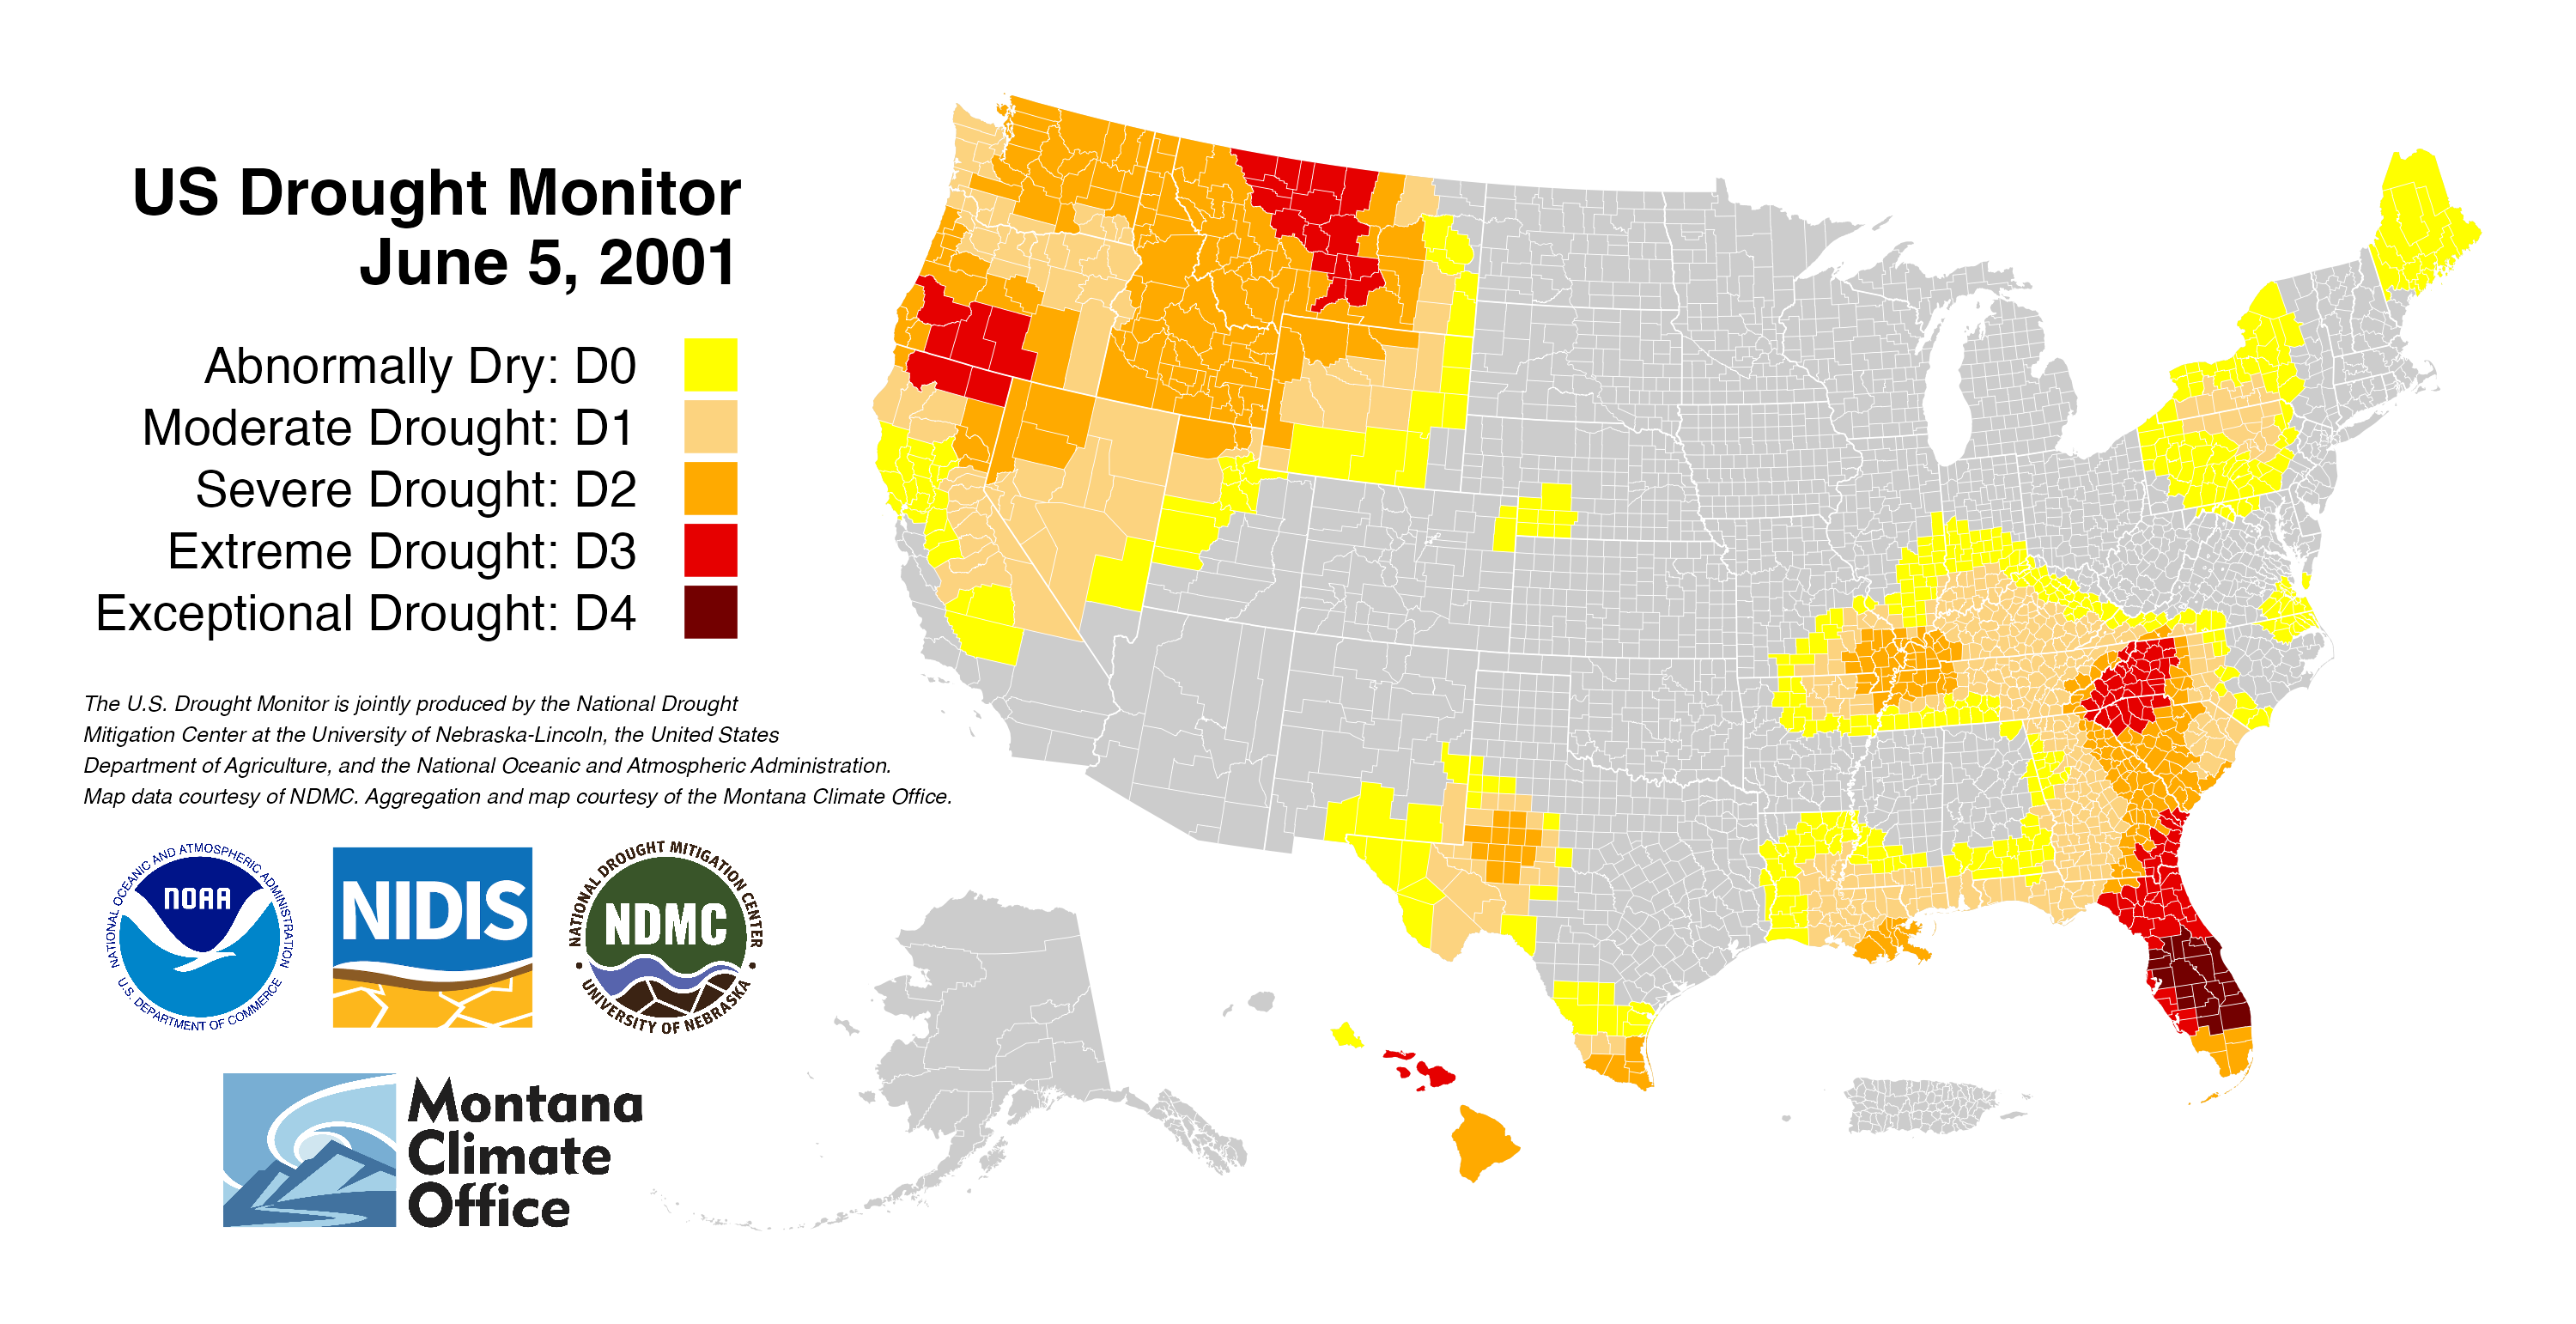 US Drought Monitor
June 5, 2001
Abnormally Dry: D0
Moderate Drought: D1
Severe Drought: D2
Extreme Drought: D3
Exceptional Drought: D4
The U.S. Drought Monitor is jointly produced by the National Drought
Mitigation Center at the University of Nebraska-Lincoln, the United States
Department of Agriculture, and the National Oceanic and Atmospheric Administration.
Map data courtesy of NDMC. Aggregation and map courtesy of the Montana Climate Office.
NATIONAL OCEANIC AND ATMOSPHERIC ADMINISTRATION
NOAA
U.S. DEPARTMENT OF COMMERCE
NIDIS
NATIONAL DROUGHT MITIGATION CENTER
NDMC
UNIVERSITY OF NEBRASKA
Montana
Climate
Office